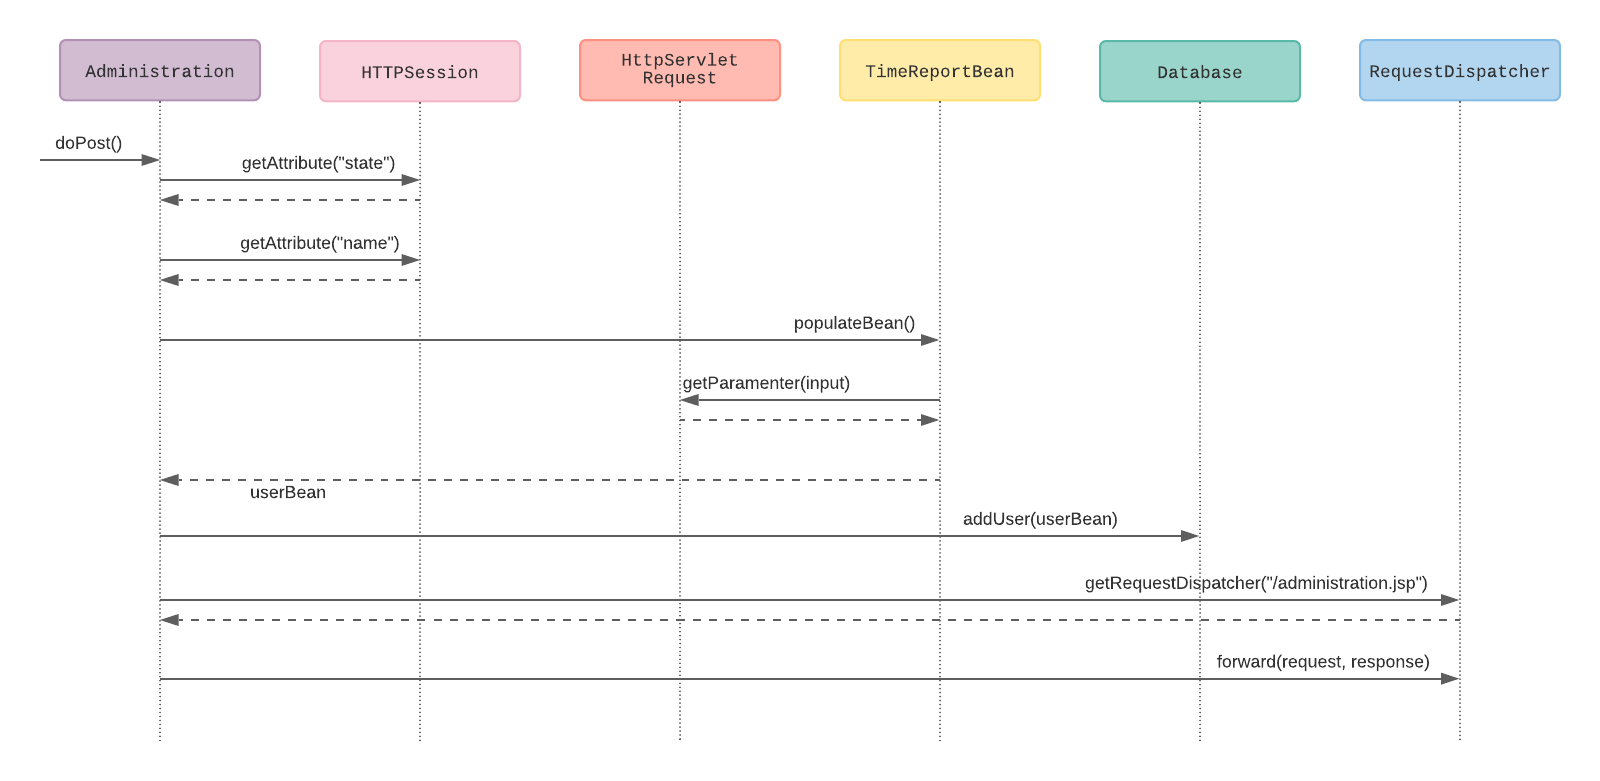 Administration
HTTPSession
HttpServlet
Request
TimeReportBean
Database
RequestDispatcher
doPost()
getAttribute("state")
getAttribute("name")
populateBean()
getParamenter(input)
userBean
addUser(userBean)
getRequestDispatcher("/administration.jsp")
forward(request, response)